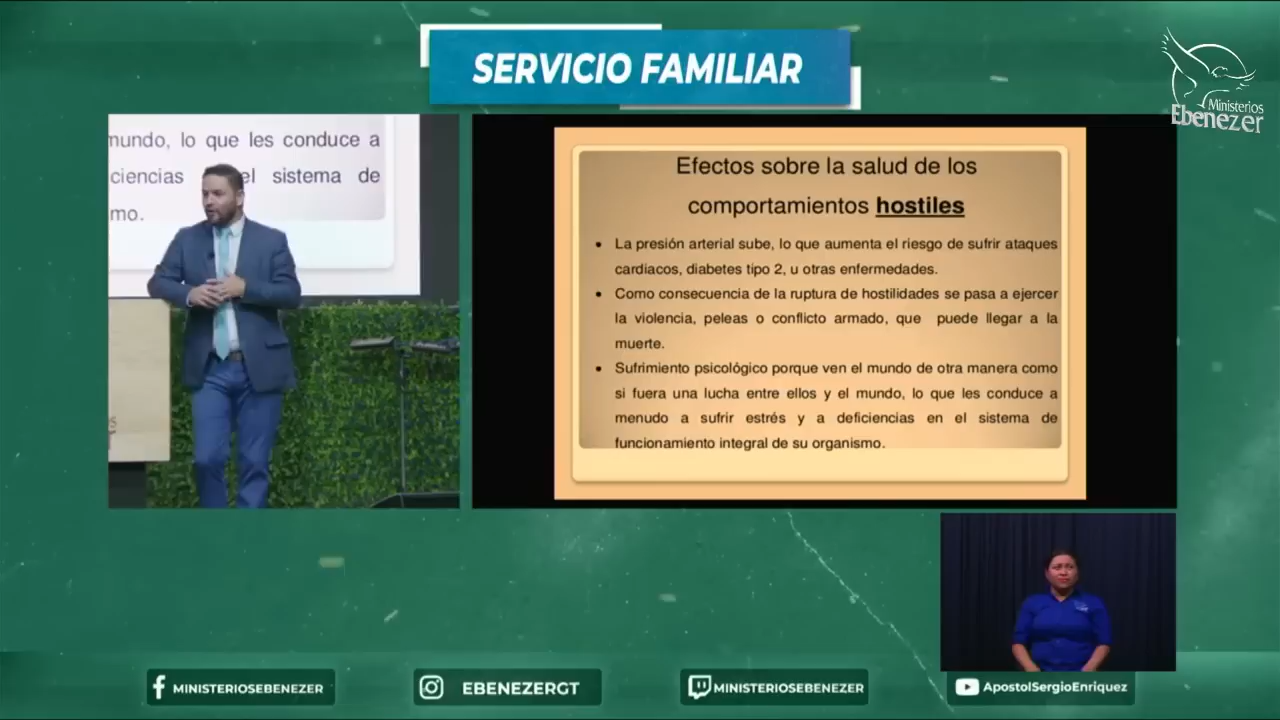 SERVICIO FAMILIAR
Ministerios
Ebenezer
mundo, lo que les conduce a
ciencias el sistema de
mo.
Efectos sobre la salud de los
comportamientos hostiles
• La presión arterial sube, lo que aumenta el riesgo de sufrir ataques
cardiacos, diabetes tipo 2, u otras enfermedades.
• Como consecuencia de la ruptura de hostilidades se pasa a ejercer
la violencia, peleas o conflicto armado, que puede llegar a la
muerte.
• Sufrimiento psicológico porque ven el mundo de otra manera como
si fuera una lucha entre ellos y el mundo, lo que les conduce a
menudo a sufrir estrés y a deficiencias en el sistema de
funcionamiento integral de su organismo.
MINISTERIOSEBENEZER
EBENEZERGT
MINISTERIOSEBENEZER
ApostolSergioEnriquez